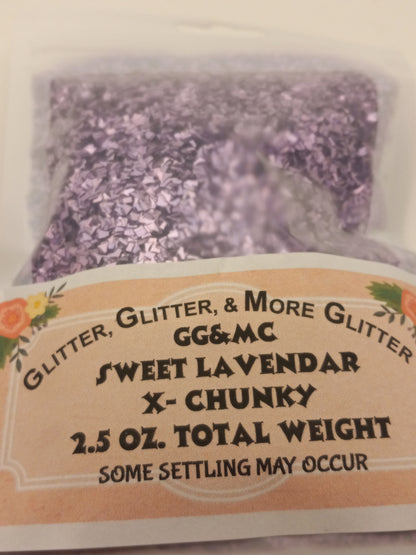 Glitter, Glitter, & More Glitter
GG&MC
SWEET LAVENDAR
X- CHUNKY
2.5 OZ. TOTAL WEIGHT
SOME SETTLING MAY OCCUR